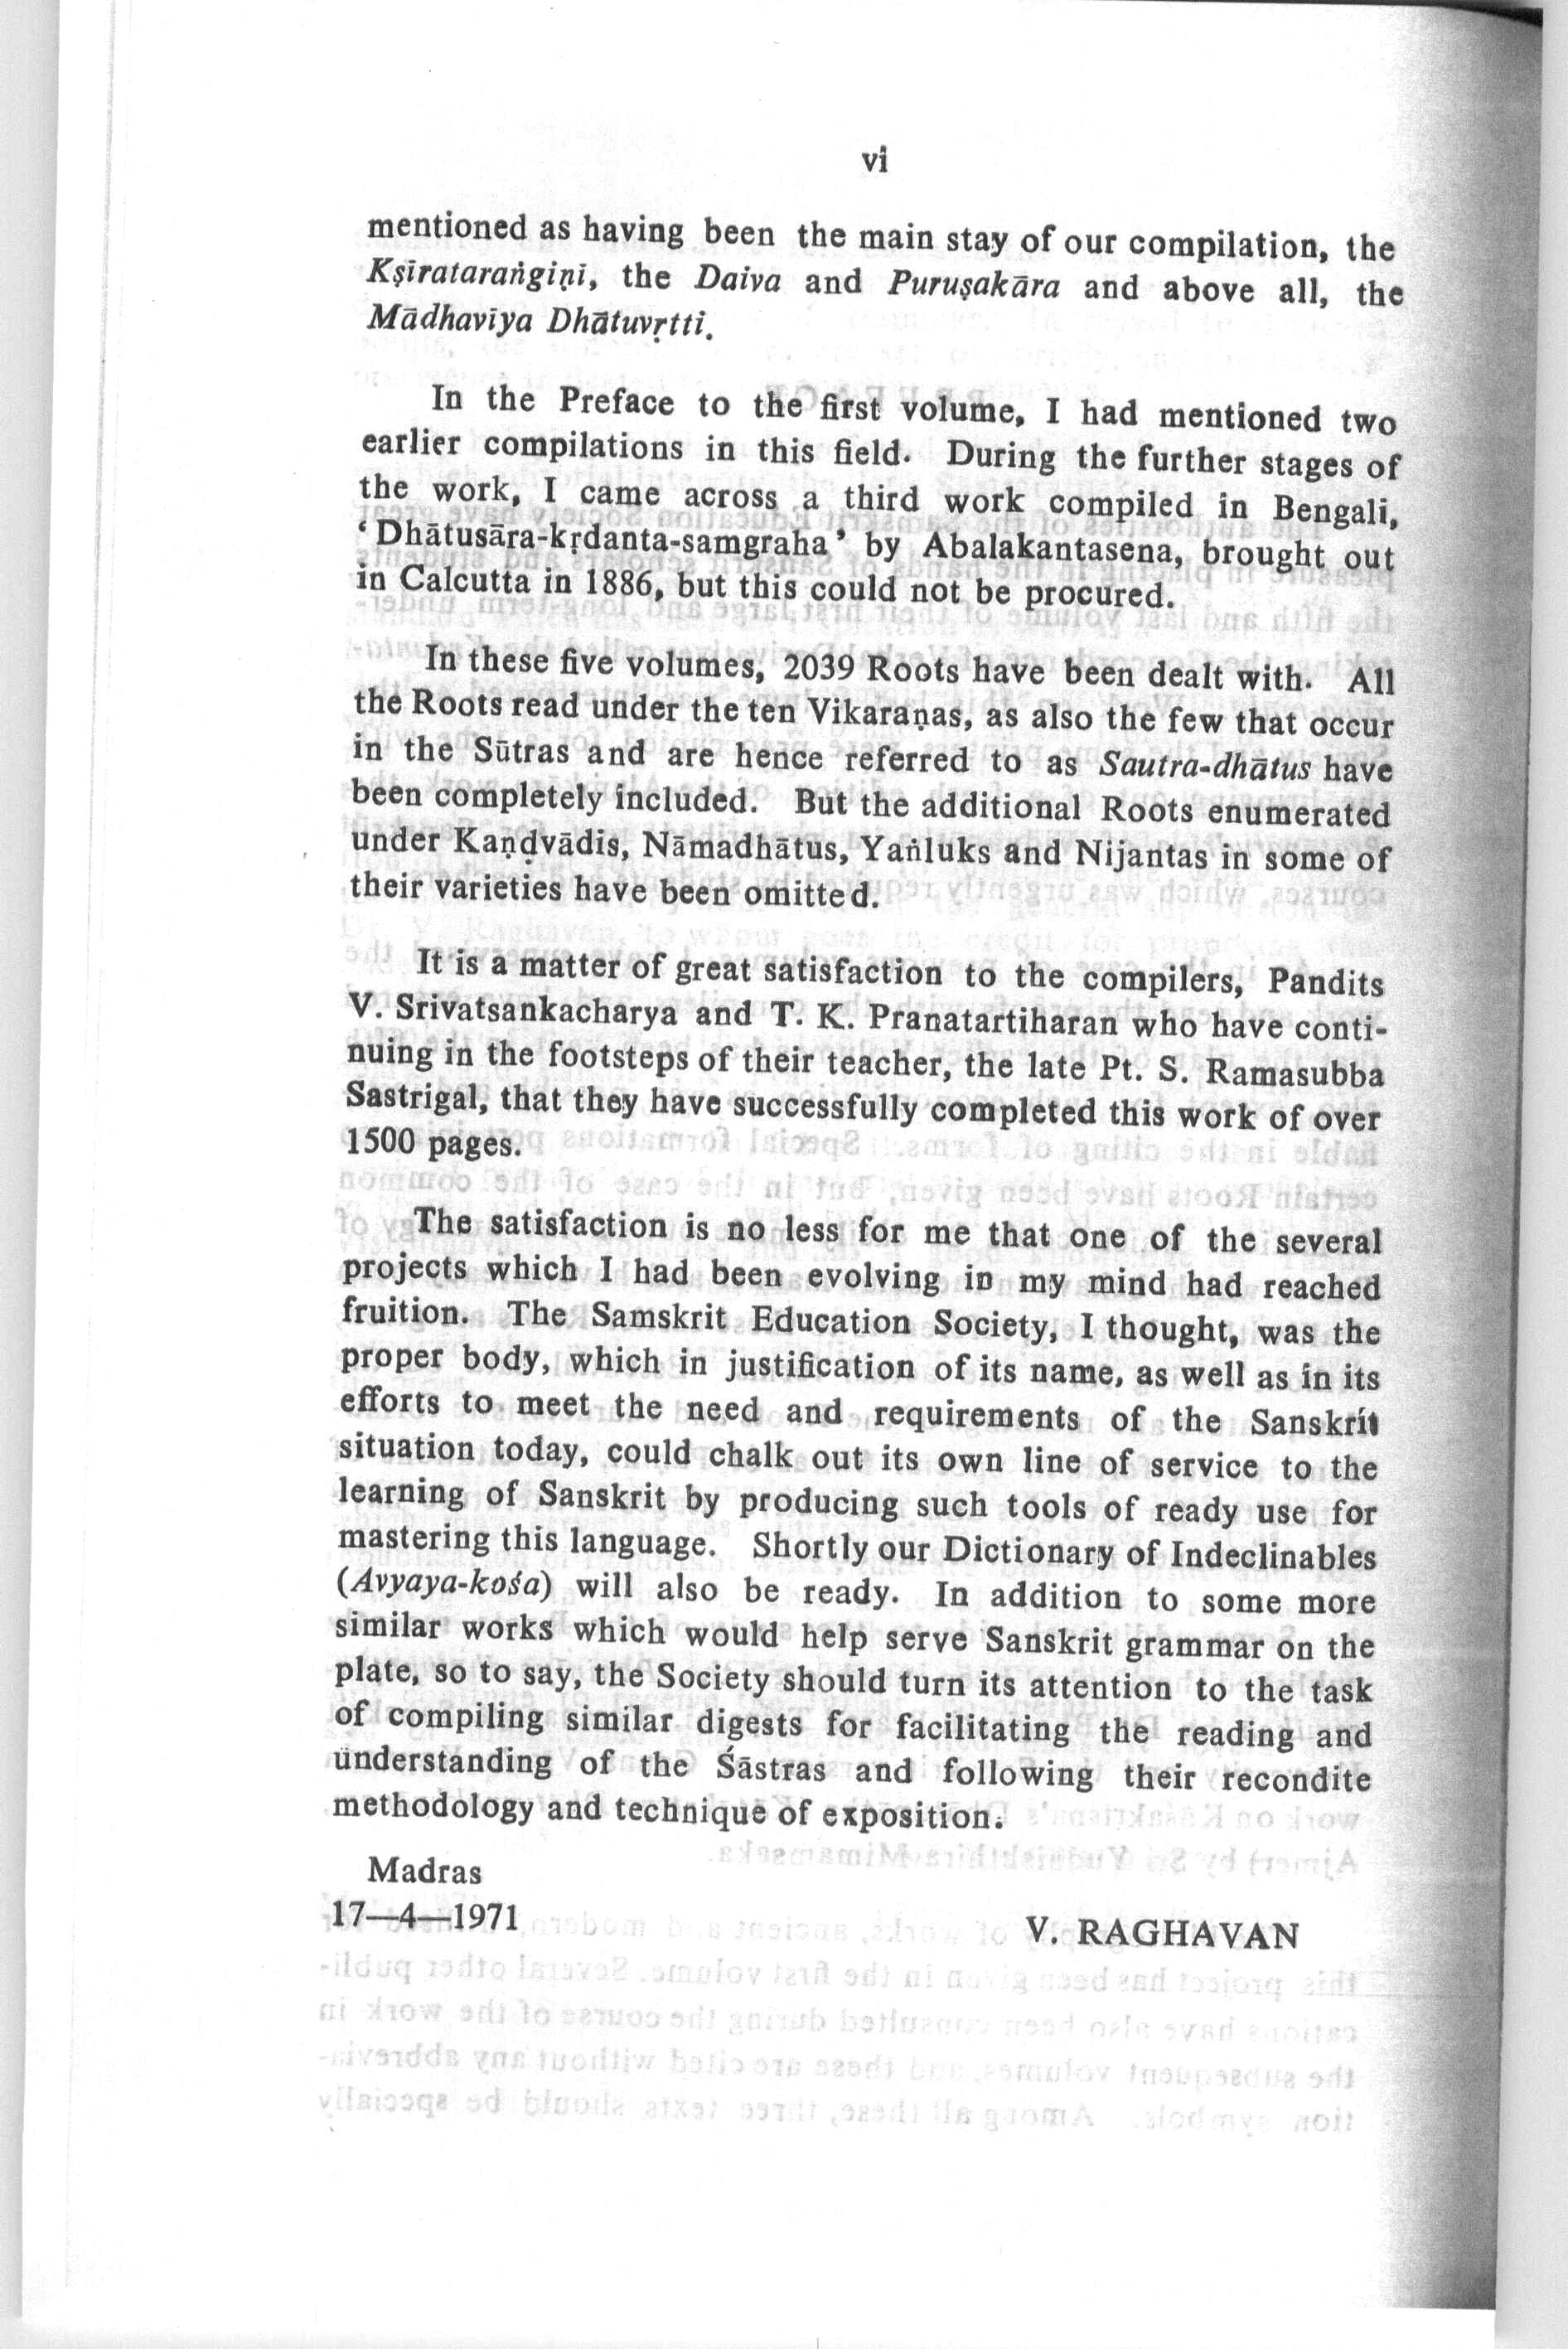 vi
mentioned as having been the main stay of our compilation, the
Kṣīrataraṅgiṇi, the Daiva and Puruṣakāra and above all, the
Mādhavīya Dhātuvṛtti.
In the Preface to the first volume, I had mentioned two
earlier compilations in this field. During the further stages of
the work, I came across a third work compiled in Bengali,
‘Dhātusāra-kṛdanta-samgraha’ by Abalakantasena, brought out
in Calcutta in 1886, but this could not be procured.
In these five volumes, 2039 Roots have been dealt with. All
the Roots read under the ten Vikaraṇas, as also the few that occur
in the Sūtras and are hence referred to as Sautra-dhātus have
been completely included. But the additional Roots enumerated
under Kaṇḍvādis, Nāmadhātus, Yaṅluks and Nijantas in some of
their varieties have been omitted.
It is a matter of great satisfaction to the compilers, Pandits
V. Srivatsankacharya and T. K. Pranatartiharan who have conti-
nuing in the footsteps of their teacher, the late Pt. S. Ramasubba
Sastrigal, that they have successfully completed this work of over
1500 pages.
The satisfaction is no less for me that one of the several
projects which I had been evolving in my mind had reached
fruition. The Samskrit Education Society, I thought, was the
proper body, which in justification of its name, as well as in its
efforts to meet the need and requirements of the Sanskrit
situation today, could chalk out its own line of service to the
learning of Sanskrit by producing such tools of ready use for
mastering this language. Shortly our Dictionary of Indeclinables
(Avyaya-kośa) will also be ready. In addition to some more
similar works which would help serve Sanskrit grammar on the
plate, so to say, the Society should turn its attention to the task
of compiling similar digests for facilitating the reading and
understanding of the Śāstras and following their recondite
methodology and technique of exposition.
Madras
17—4—1971
V. RAGHAVAN